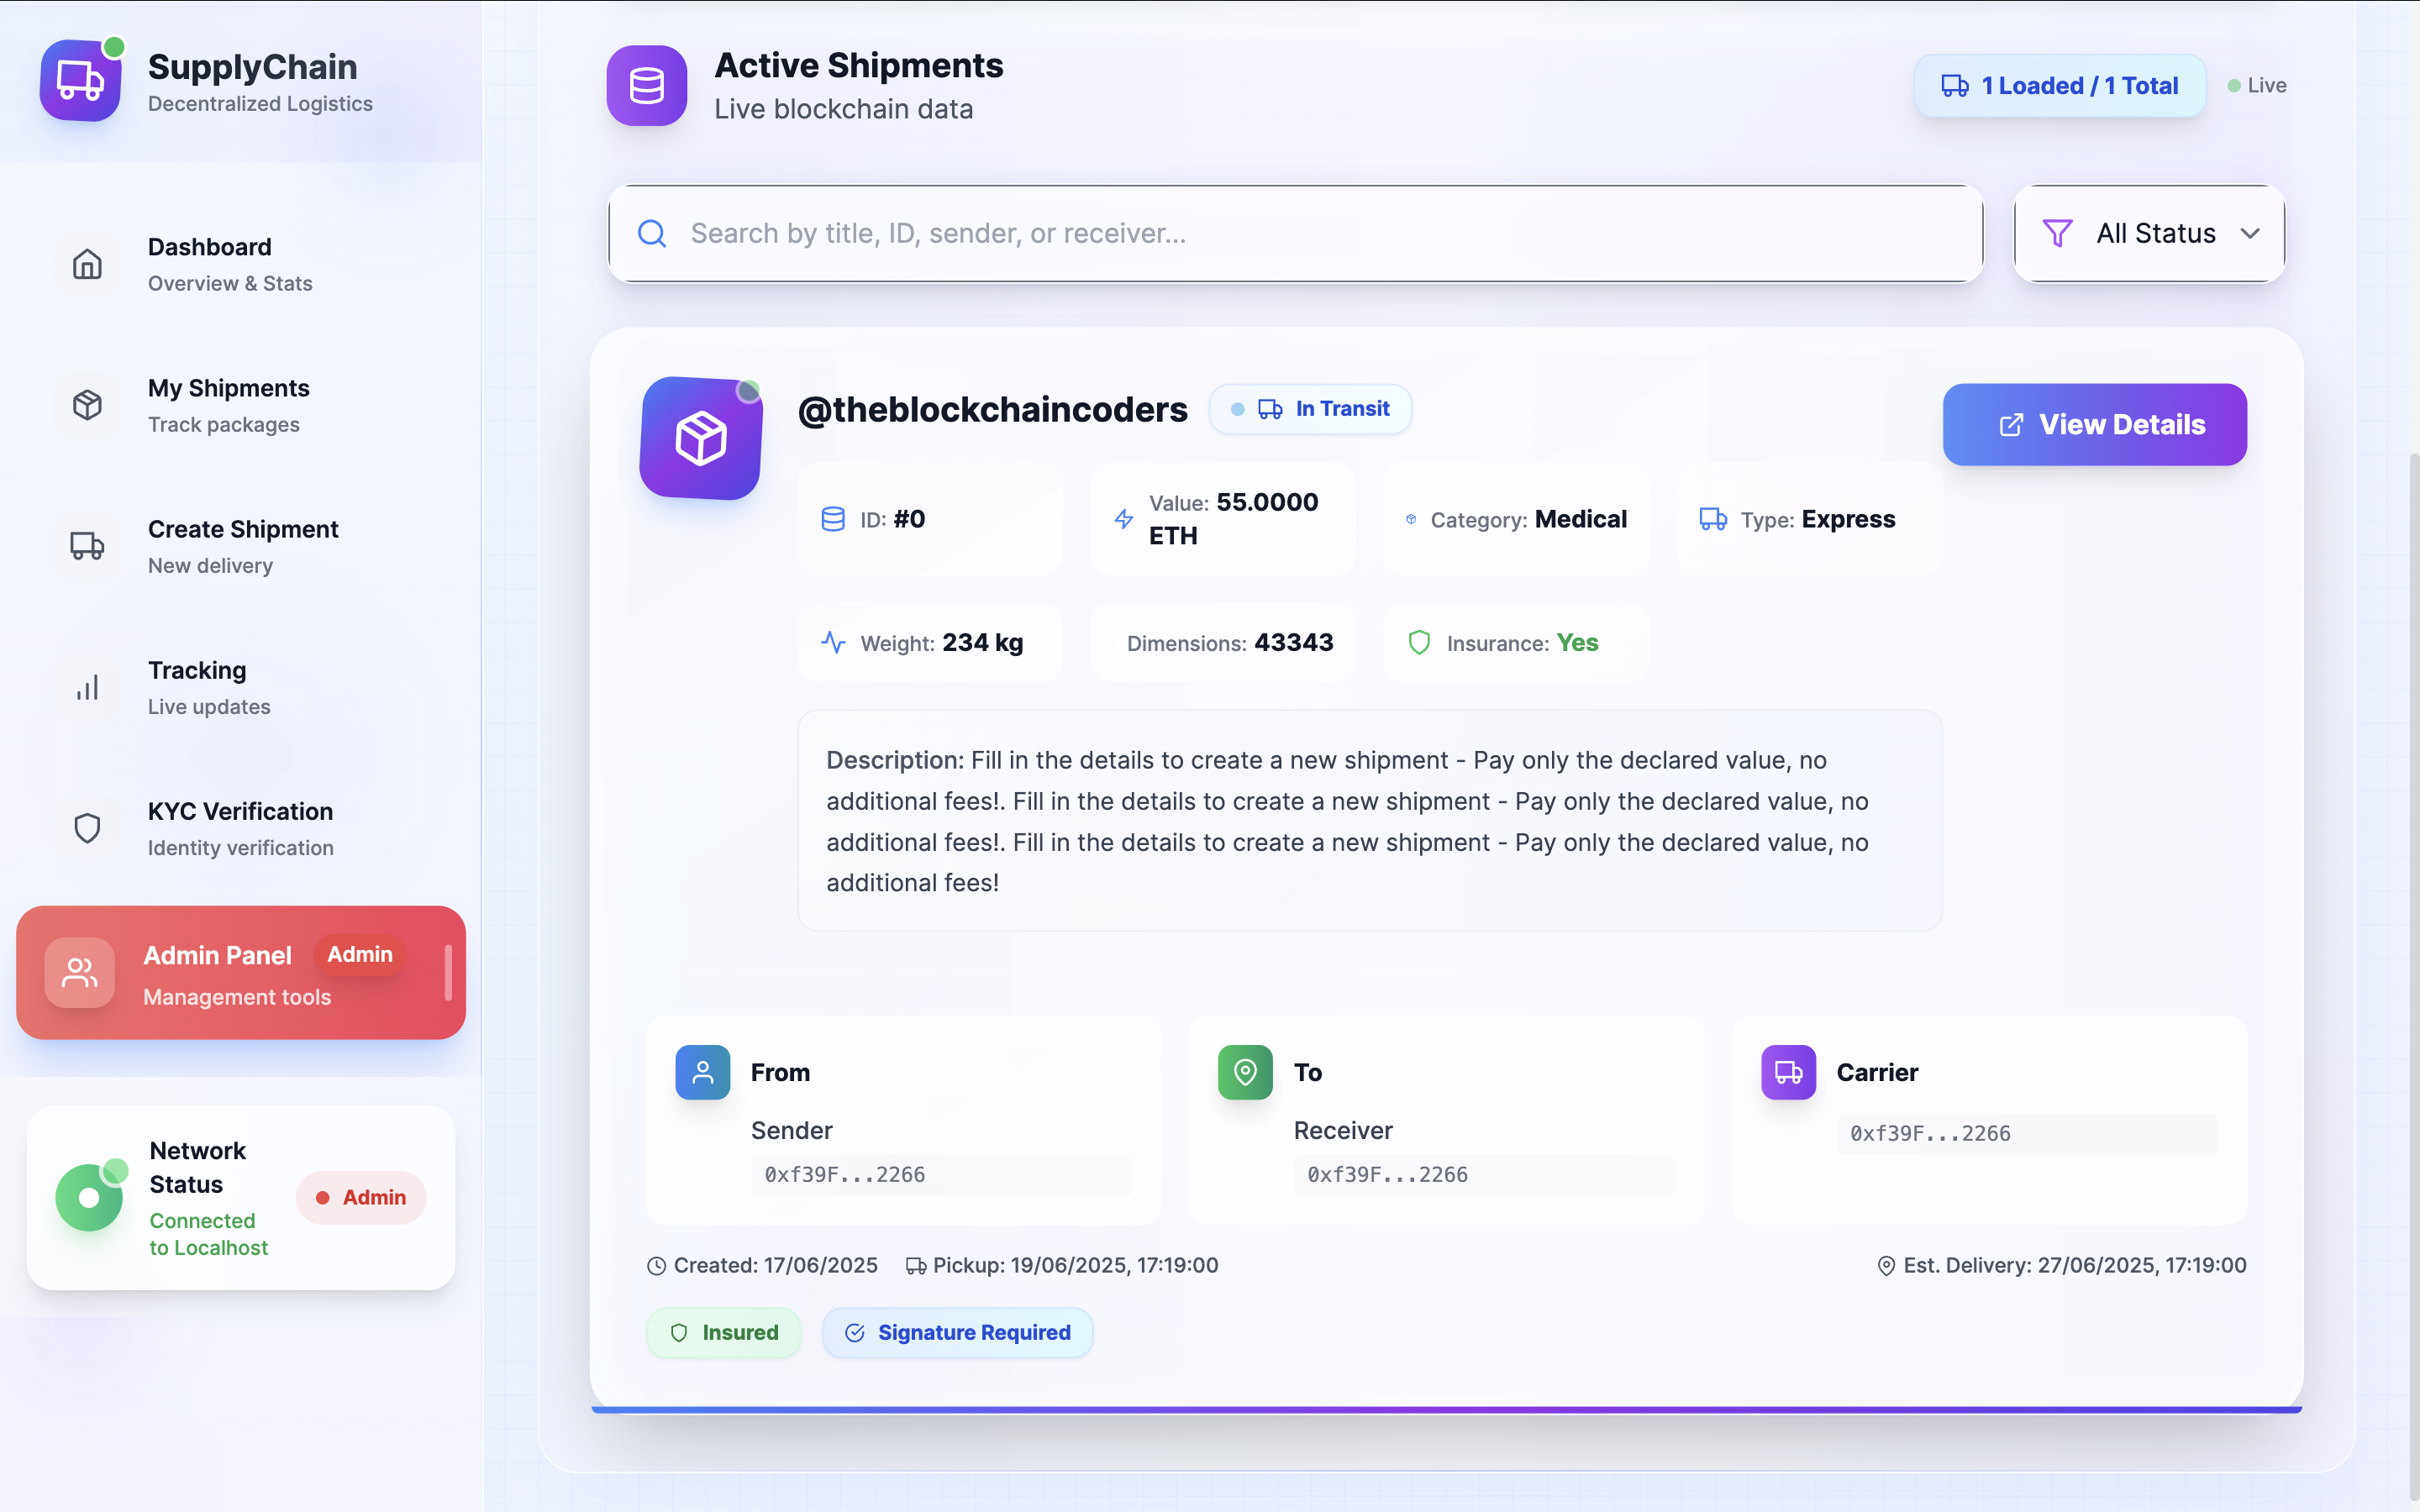 SupplyChain
Decentralized Logistics
Dashboard
Overview & Stats
My Shipments
Track packages
Create Shipment
New delivery
Tracking
Live updates
KYC Verification
Identity verification
Admin Panel Admin
Management tools
Network
Status
Connected
to Localhost
Admin
Active Shipments
Live blockchain data
1 Loaded / 1 Total
Live
Search by title, ID, sender, or receiver...
All Status
@theblockchaincoders
In Transit
View Details
ID: #0
Value: 55.0000
ETH
Category: Medical
Type: Express
Weight: 234 kg
Dimensions: 43343
Insurance: Yes
Description: Fill in the details to create a new shipment - Pay only the declared value, no
additional fees!. Fill in the details to create a new shipment - Pay only the declared value, no
additional fees!. Fill in the details to create a new shipment - Pay only the declared value, no
additional fees!
From
Sender
0xf39F...2266
To
Receiver
0xf39F...2266
Carrier
0xf39F...2266
Created: 17/06/2025
Pickup: 19/06/2025, 17:19:00
Est. Delivery: 27/06/2025, 17:19:00
Insured
Signature Required